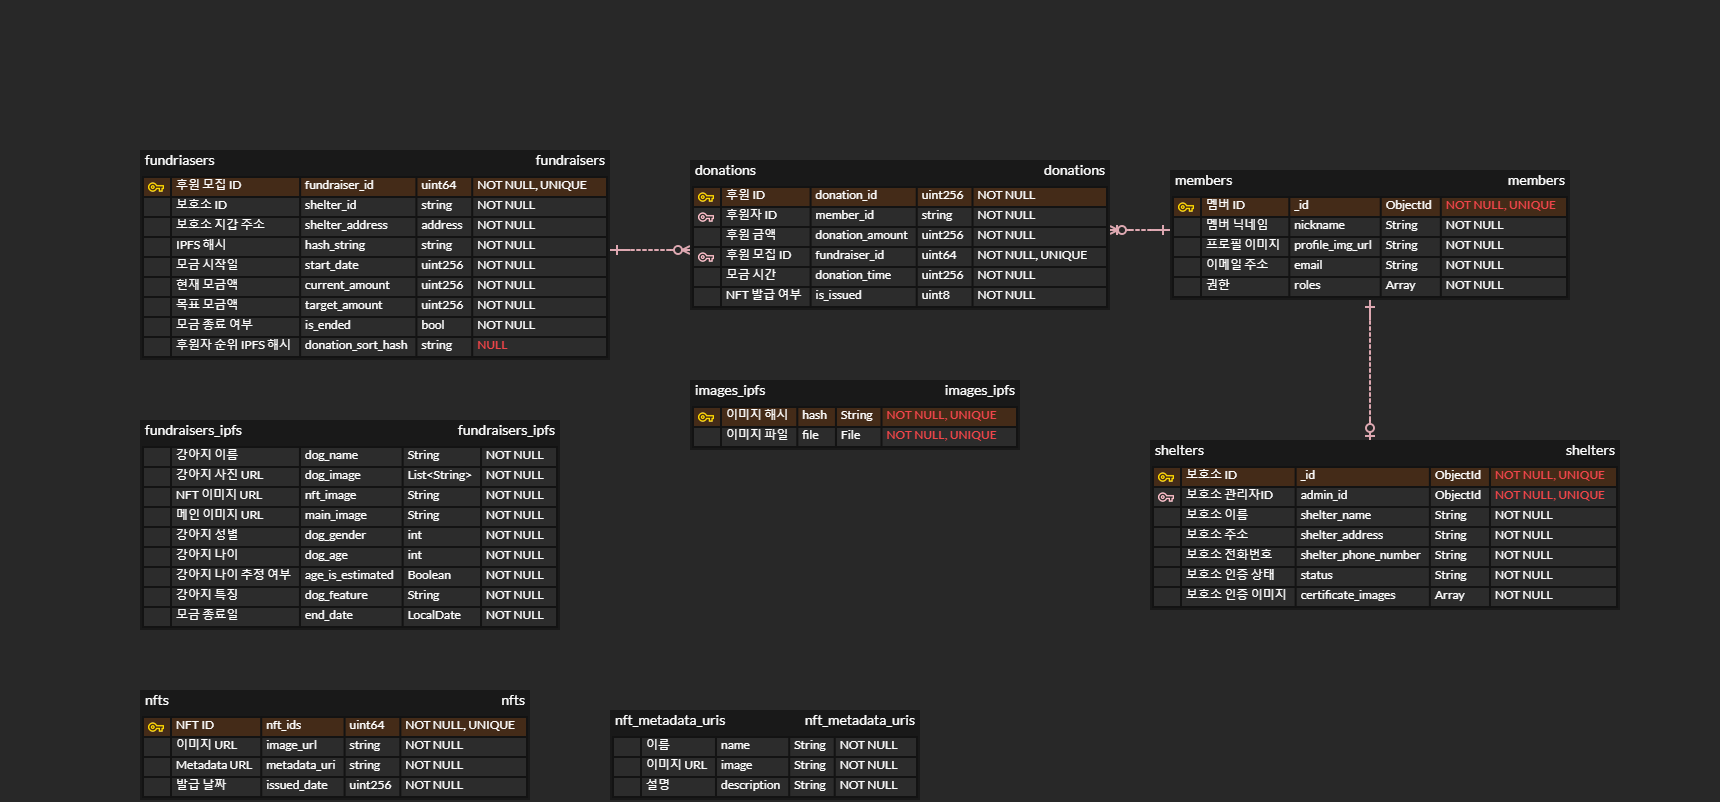 fundriasers fundraisers
후원 모집 ID fundraiser_id uint64 NOT NULL, UNIQUE
보호소 ID shelter_id string NOT NULL
보호소 지갑 주소 shelter_address address NOT NULL
IPFS 해시 hash_string string NOT NULL
모금 시작일 start_date uint256 NOT NULL
현재 모금액 current_amount uint256 NOT NULL
목표 모금액 target_amount uint256 NOT NULL
모금 종료 여부 is_ended bool NOT NULL
후원자 순위 IPFS 해시 donation_sort_hash string NULL
donations donations
후원 ID donation_id uint256 NOT NULL
후원자 ID member_id string NOT NULL
후원 금액 donation_amount uint256 NOT NULL
후원 모집 ID fundraiser_id uint64 NOT NULL, UNIQUE
모금 시간 donation_time uint256 NOT NULL
NFT 발급 여부 is_issued uint8 NOT NULL
members members
멤버 ID _id ObjectId NOT NULL, UNIQUE
멤버 닉네임 nickname String NOT NULL
프로필 이미지 profile_img_url String NOT NULL
이메일 주소 email String NOT NULL
권한 roles Array NOT NULL
images_ipfs images_ipfs
이미지 해시 hash String NOT NULL, UNIQUE
이미지 파일 file File NOT NULL, UNIQUE
fundraisers_ipfs fundraisers_ipfs
강아지 이름 dog_name String NOT NULL
강아지 사진 URL dog_image List<String> NOT NULL
NFT 이미지 URL nft_image String NOT NULL
메인 이미지 URL main_image String NOT NULL
강아지 성별 dog_gender int NOT NULL
강아지 나이 dog_age int NOT NULL
강아지 나이 추정 여부 age_is_estimated Boolean NOT NULL
강아지 특징 dog_feature String NOT NULL
모금 종료일 end_date LocalDate NOT NULL
shelters shelters
보호소 ID _id ObjectId NOT NULL, UNIQUE
보호소 관리자ID admin_id ObjectId NOT NULL, UNIQUE
보호소 이름 shelter_name String NOT NULL
보호소 주소 shelter_address String NOT NULL
보호소 전화번호 shelter_phone_number String NOT NULL
보호소 인증 상태 status String NOT NULL
보호소 인증 이미지 certificate_images Array NOT NULL
nfts nfts
NFT ID nft_ids uint64 NOT NULL, UNIQUE
이미지 URL image_url string NOT NULL
Metadata URL metadata_uri string NOT NULL
발급 날짜 issued_date uint256 NOT NULL
nft_metadata_uris nft_metadata_uris
이름 name String NOT NULL
이미지 URL image String NOT NULL
설명 description String NOT NULL